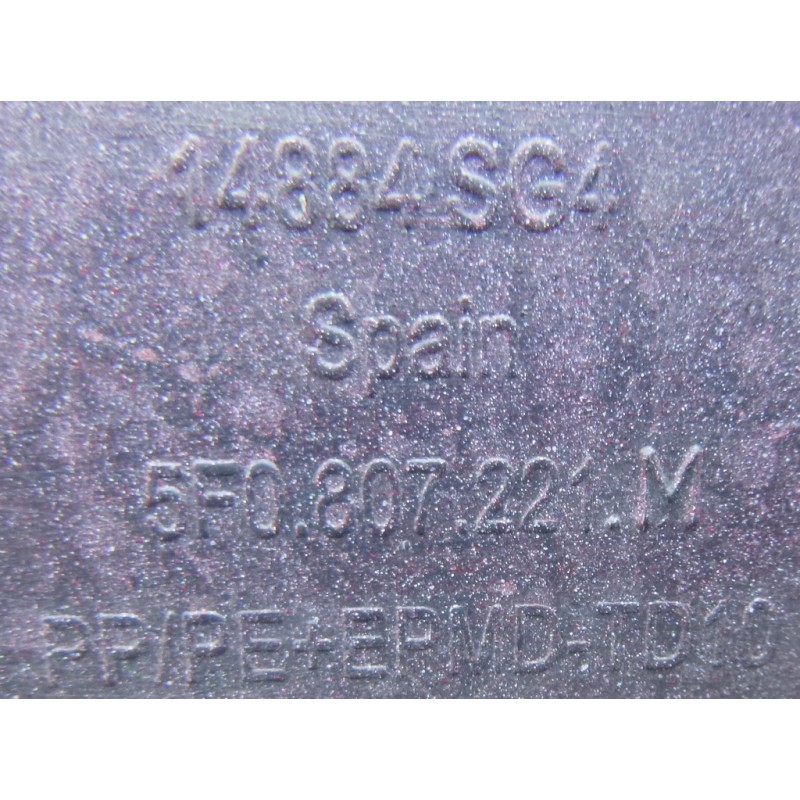 14884 SG4
Spain
5F0.807.221.M
PP/PE+EPMD-TD10